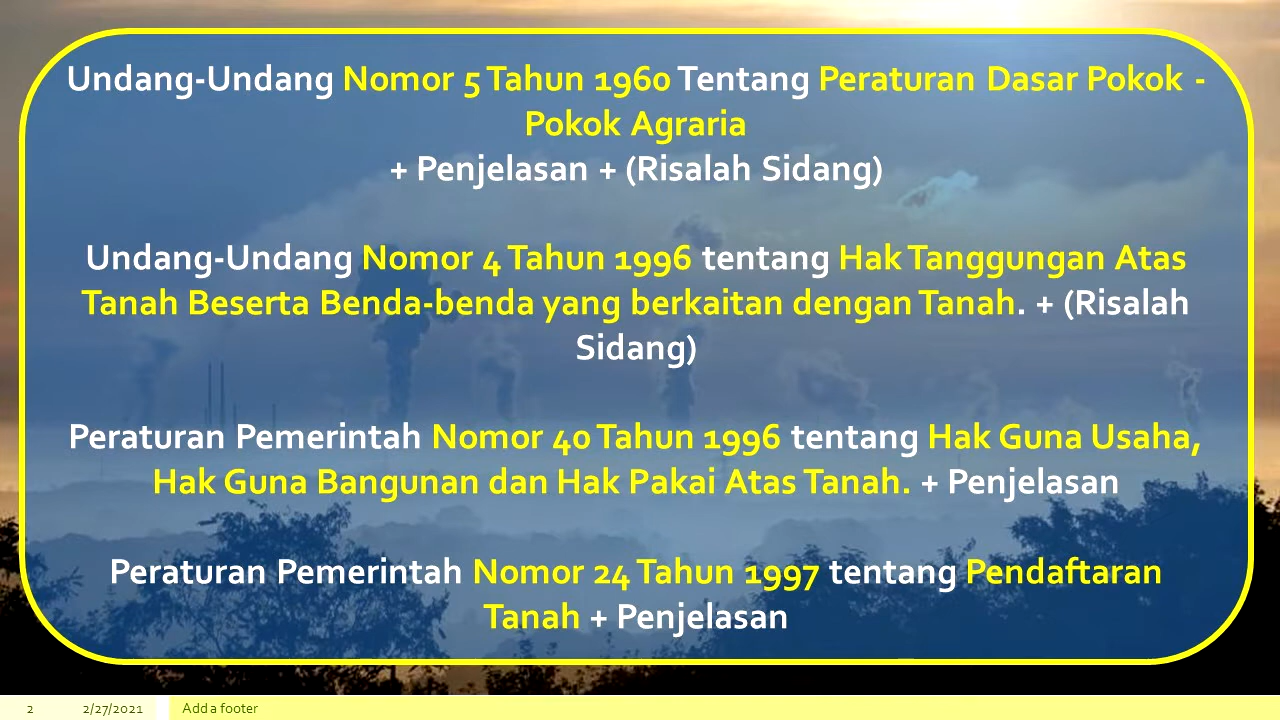 Undang-Undang Nomor 5 Tahun 1960 Tentang Peraturan Dasar Pokok -
Pokok Agraria
+ Penjelasan + (Risalah Sidang)
Undang-Undang Nomor 4 Tahun 1996 tentang Hak Tanggungan Atas
Tanah Beserta Benda-benda yang berkaitan dengan Tanah. + (Risalah
Sidang)
Peraturan Pemerintah Nomor 40 Tahun 1996 tentang Hak Guna Usaha,
Hak Guna Bangunan dan Hak Pakai Atas Tanah. + Penjelasan
Peraturan Pemerintah Nomor 24 Tahun 1997 tentang Pendaftaran
Tanah + Penjelasan
2 2/27/2021 Add a footer